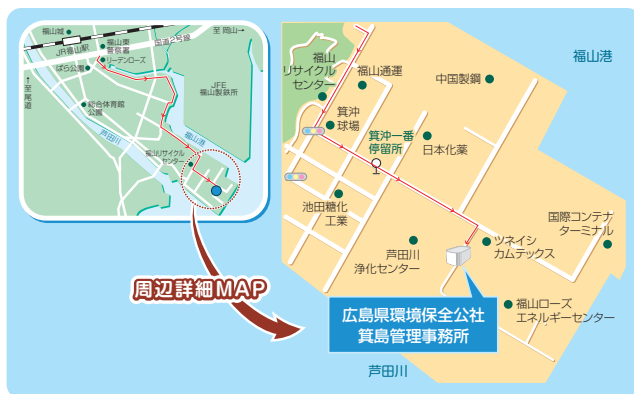 福山城
至 岡山→
国道2号線
JR福山駅
福山東
警察署
リーデンローズ
ばら公園
←至尾道
JFE
福山製鉄所
総合体育館
公園
芦田川
福山港
福山リサイクル
センター
周辺詳細MAP
福山港
福山
リサイクル
センター
福山通運
中国製鋼
箕沖
球場
箕沖一番
停留所
日本化薬
池田糖化
工業
国際コンテナ
ターミナル
芦田川
浄化センター
ツネイシ
カムテックス
広島県環境保全公社
箕島管理事務所
福山ローズ
エネルギーセンター
芦田川